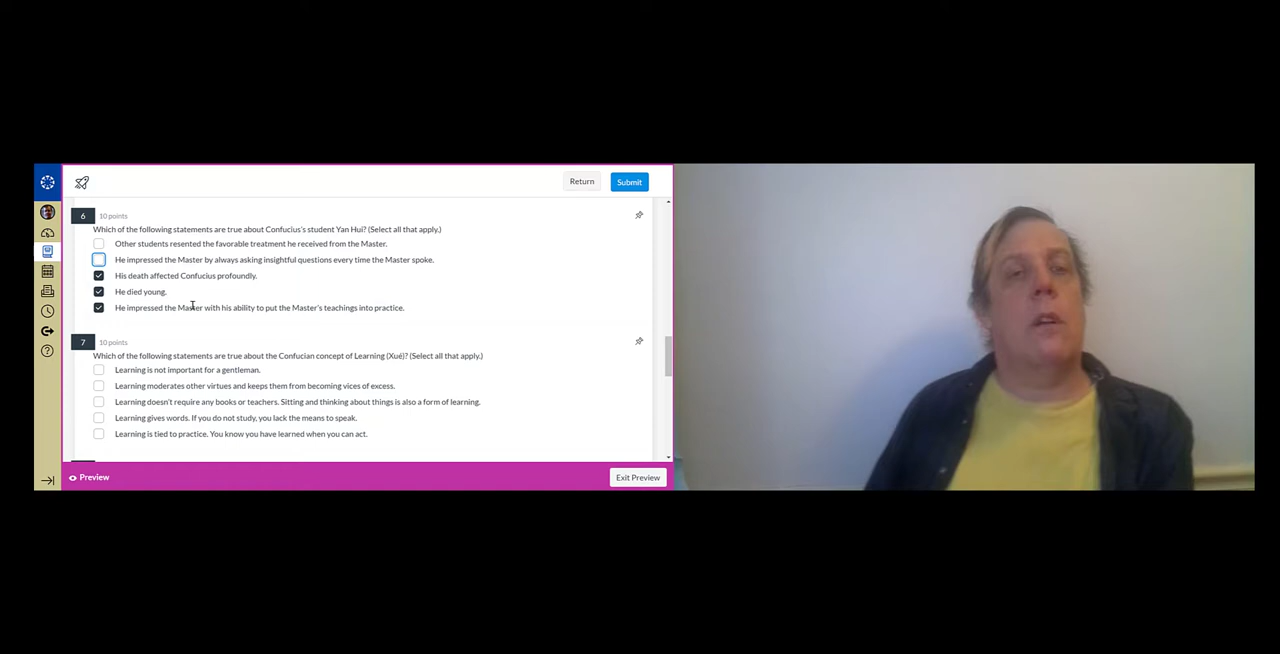 Return
Submit
6
10 points
Which of the following statements are true about Confucius's student Yan Hui? (Select all that apply.)
Other students resented the favorable treatment he received from the Master.
He impressed the Master by always asking insightful questions every time the Master spoke.
His death affected Confucius profoundly.
He died young.
He impressed the Master with his ability to put the Master's teachings into practice.
7
10 points
Which of the following statements are true about the Confucian concept of Learning (Xué)? (Select all that apply.)
Learning is not important for a gentleman.
Learning moderates other virtues and keeps them from becoming vices of excess.
Learning doesn't require any books or teachers. Sitting and thinking about things is also a form of learning.
Learning gives words. If you do not study, you lack the means to speak.
Learning is tied to practice. You know you have learned when you can act.
Preview
Exit Preview